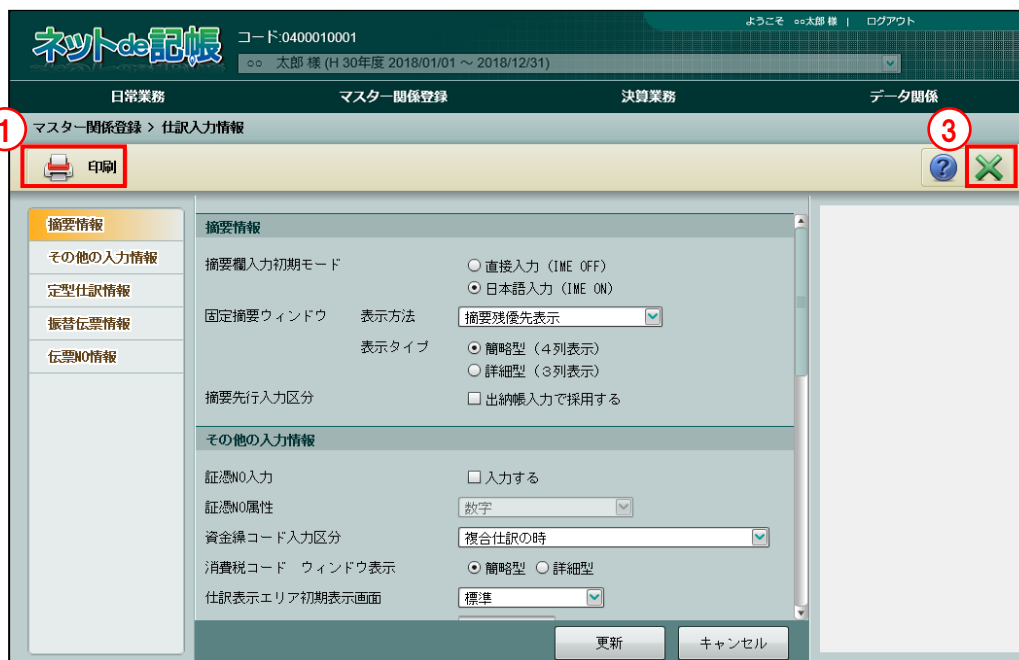 ようこそ ○○太郎 様 | ログアウト
ネットde記帳
コード:0400010001
○○ 太郎 様 (H 30年度 2018/01/01 ～ 2018/12/31)
日常業務 マスター関係登録 決算業務 データ関係
マスター関係登録 > 仕訳入力情報
1 3
印刷 ?
摘要情報
その他の入力情報
定型仕訳情報
振替伝票情報
伝票NO情報
摘要情報
摘要欄入力初期モード 直接入力 (IME OFF)
日本語入力 (IME ON)
固定摘要ウィンドウ 表示方法 摘要残優先表示
表示タイプ 簡略型 (4列表示)
詳細型 (3列表示)
摘要先行入力区分 出納帳入力で採用する
その他の入力情報
証憑NO入力 入力する
証憑NO属性 数字
資金繰コード入力区分 複合仕訳の時
消費税コード ウィンドウ表示 簡略型 詳細型
仕訳表示エリア初期表示画面 標準
更新 キャンセル